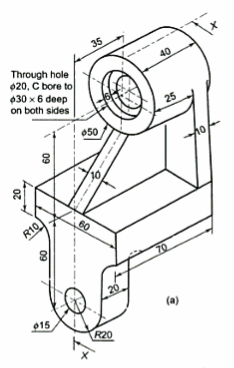 35
X
40
Through hole
φ20, C bore to
φ30 × 6 deep
on both sides
6
25
φ50
10
60
20
10
R10
60
60
70
20
(a)
φ15
R20
X